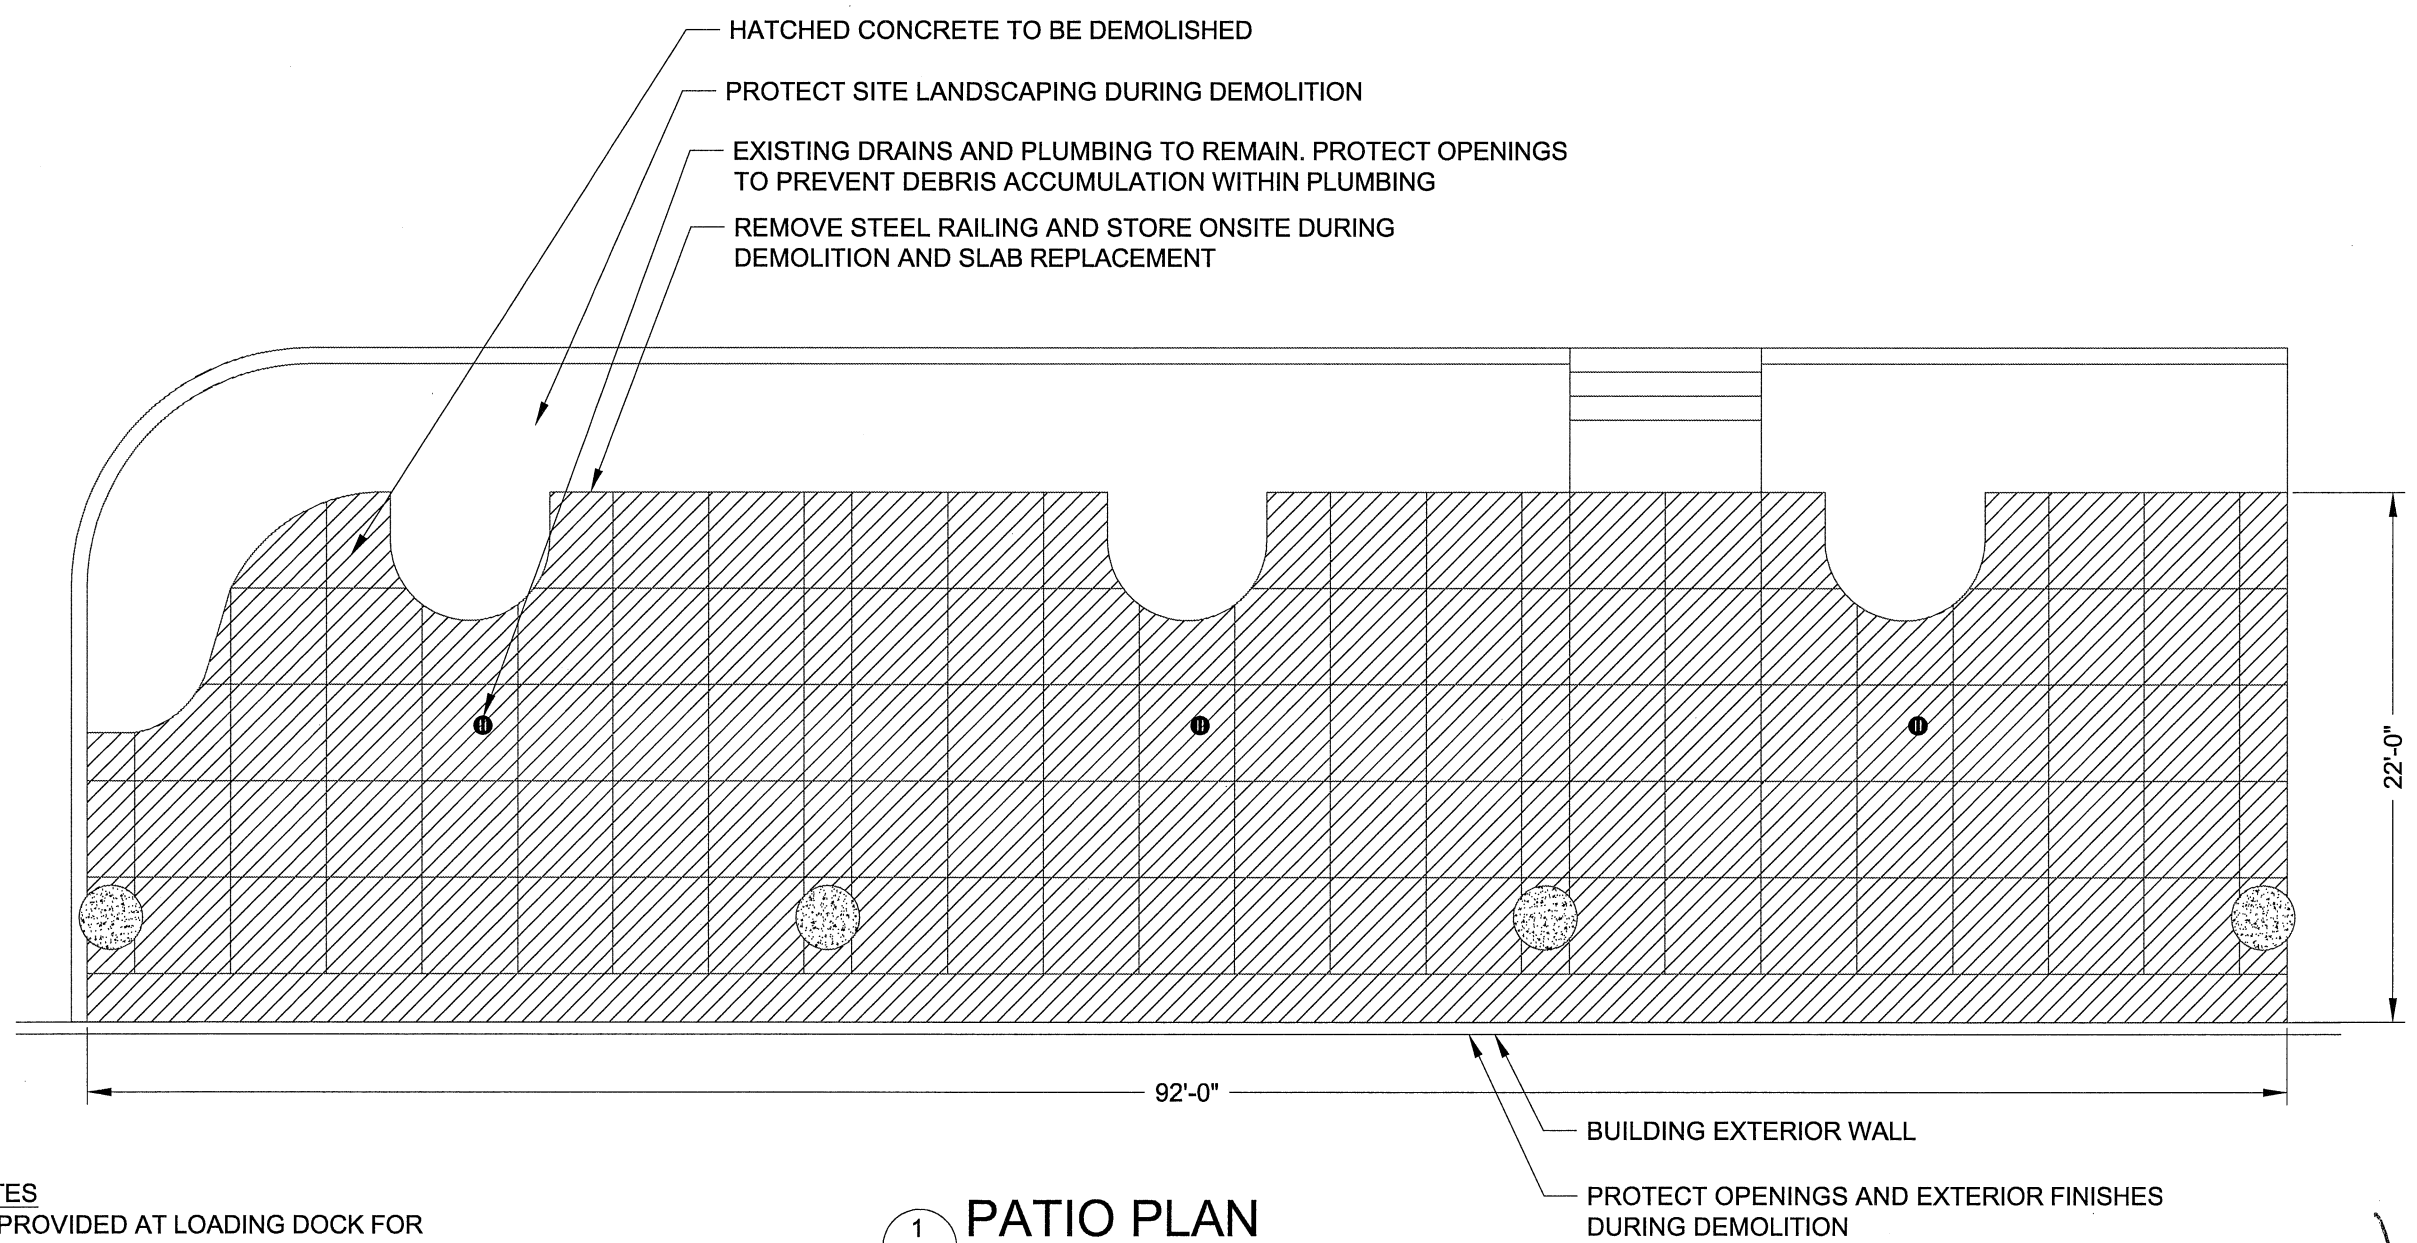 HATCHED CONCRETE TO BE DEMOLISHED
PROTECT SITE LANDSCAPING DURING DEMOLITION
EXISTING DRAINS AND PLUMBING TO REMAIN. PROTECT OPENINGS
TO PREVENT DEBRIS ACCUMULATION WITHIN PLUMBING
REMOVE STEEL RAILING AND STORE ONSITE DURING
DEMOLITION AND SLAB REPLACEMENT
22'-0"
92'-0"
BUILDING EXTERIOR WALL
PROTECT OPENINGS AND EXTERIOR FINISHES
DURING DEMOLITION
TES
PROVIDED AT LOADING DOCK FOR
1
PATIO PLAN